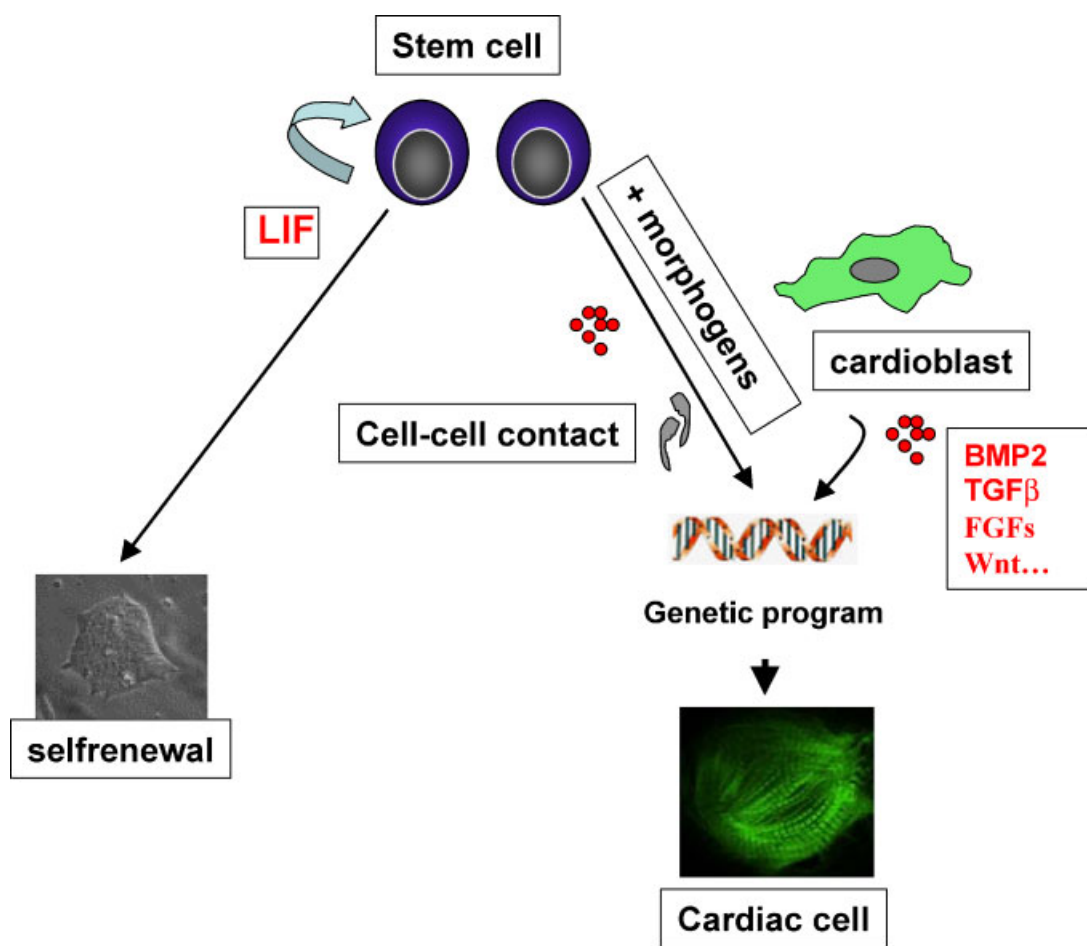 Stem cell
LIF
+ morphogens
cardioblast
Cell-cell contact
BMP2
TGFβ
FGFs
Wnt...
Genetic program
selfrenewal
Cardiac cell